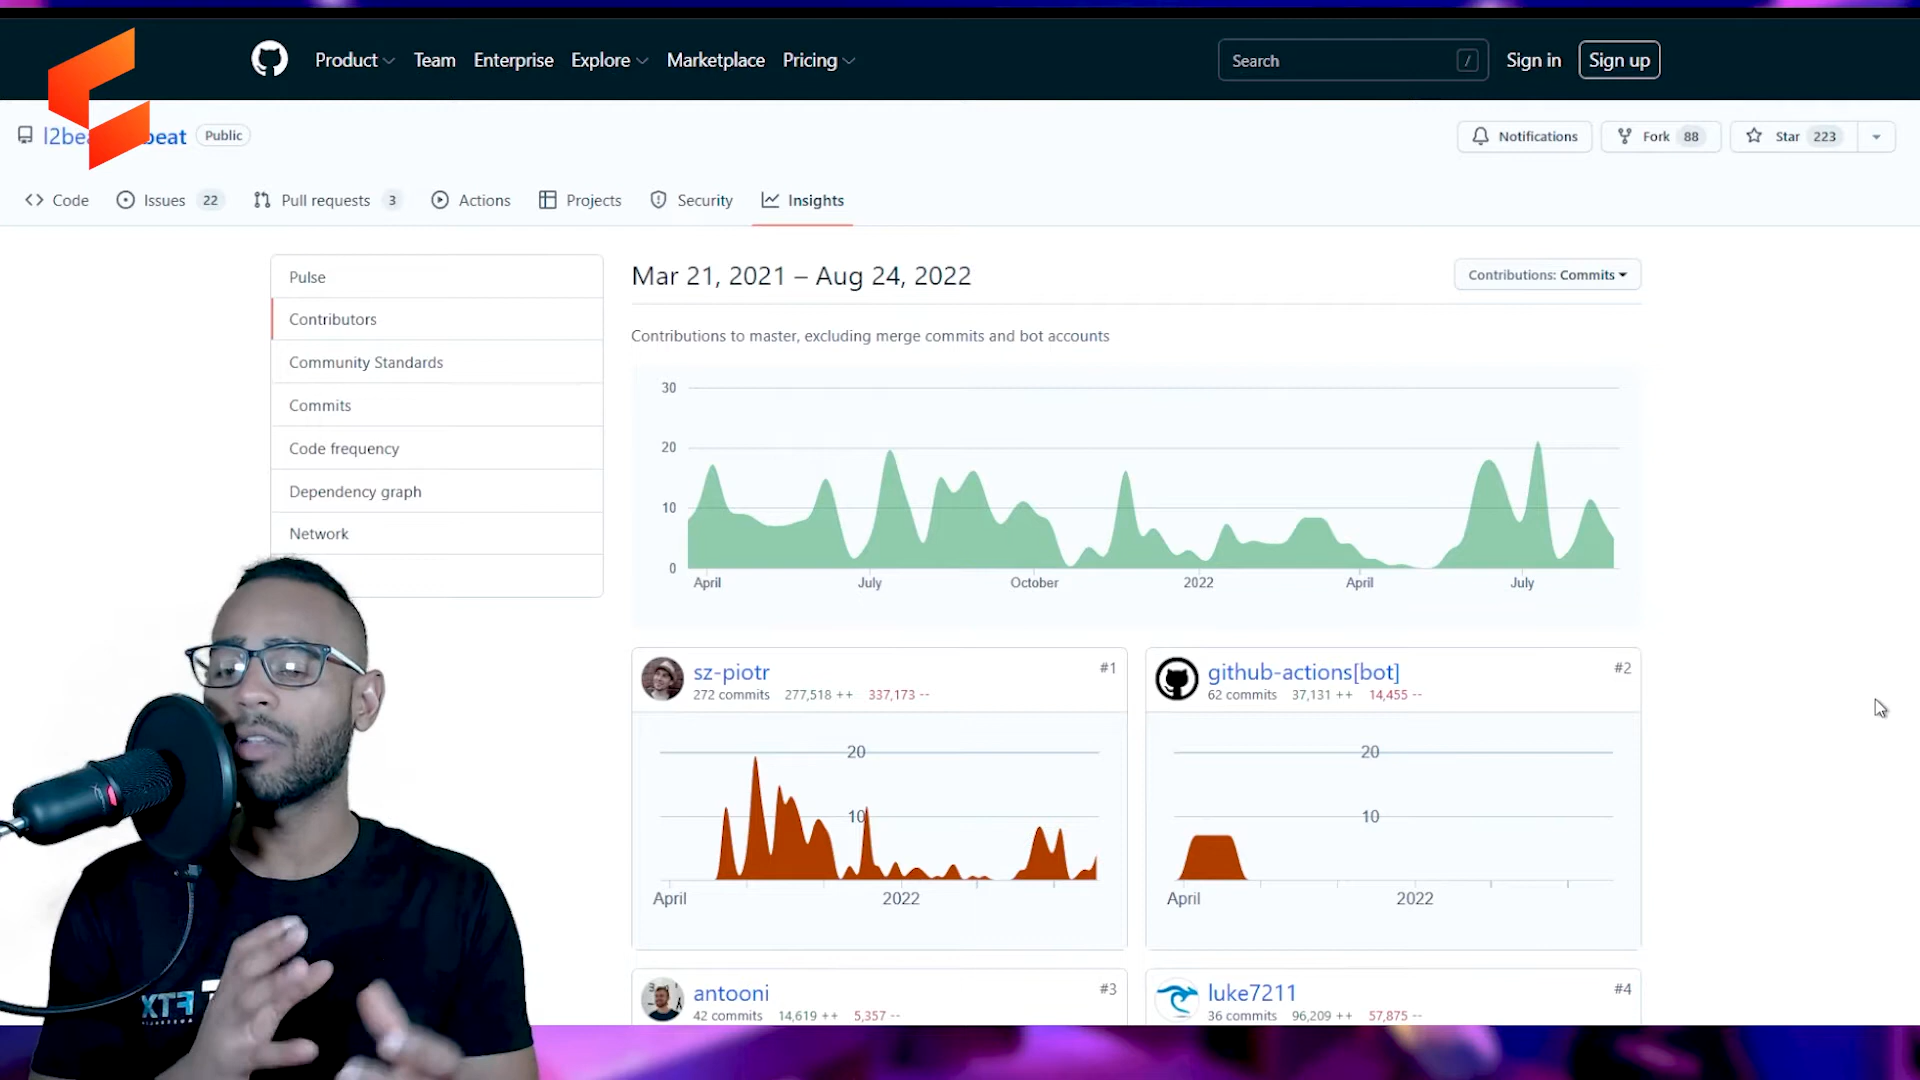 Product Team Enterprise Explore Marketplace Pricing Search / Sign in Sign up
l2bea beat Public Notifications Fork 88 Star 223
Code Issues 22 Pull requests 3 Actions Projects Security Insights
Pulse
Contributors
Community Standards
Commits
Code frequency
Dependency graph
Network
Mar 21, 2021 – Aug 24, 2022 Contributions: Commits
Contributions to master, excluding merge commits and bot accounts
30
20
10
0
April July October 2022 April July
sz-piotr #1
272 commits 277,518 ++ 337,173 --
20
10
April 2022
github-actions[bot] #2
62 commits 37,131 ++ 14,455 --
20
10
April 2022
antooni #3
42 commits 14,619 ++ 5,357 --
luke7211 #4
36 commits 96,209 ++ 57,875 --
FTX